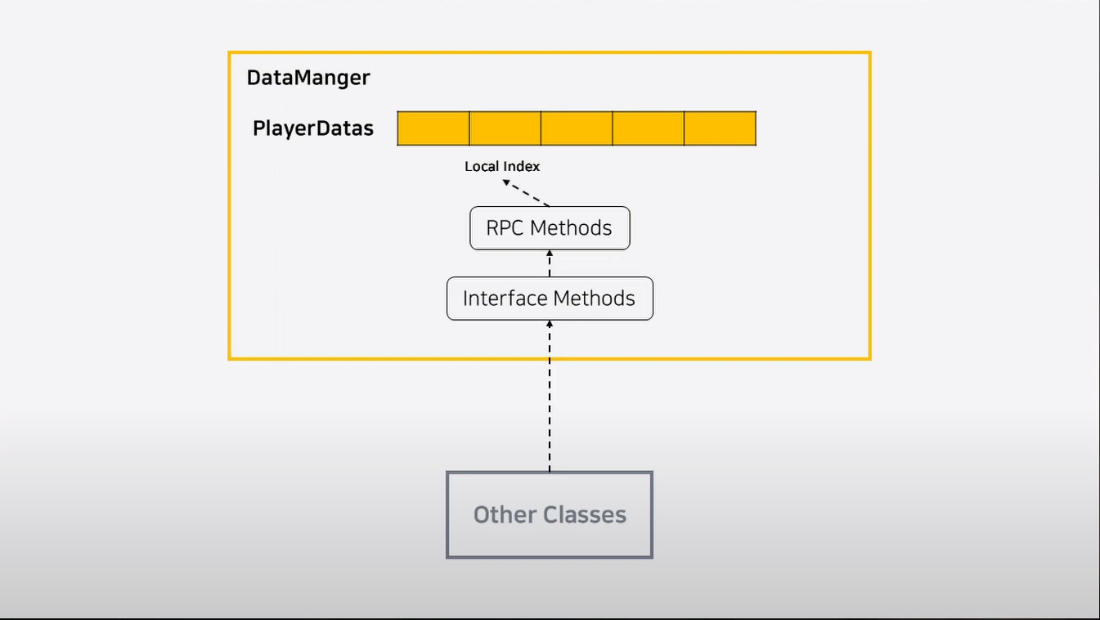 DataManger
PlayerDatas
Local Index
RPC Methods
Interface Methods
Other Classes